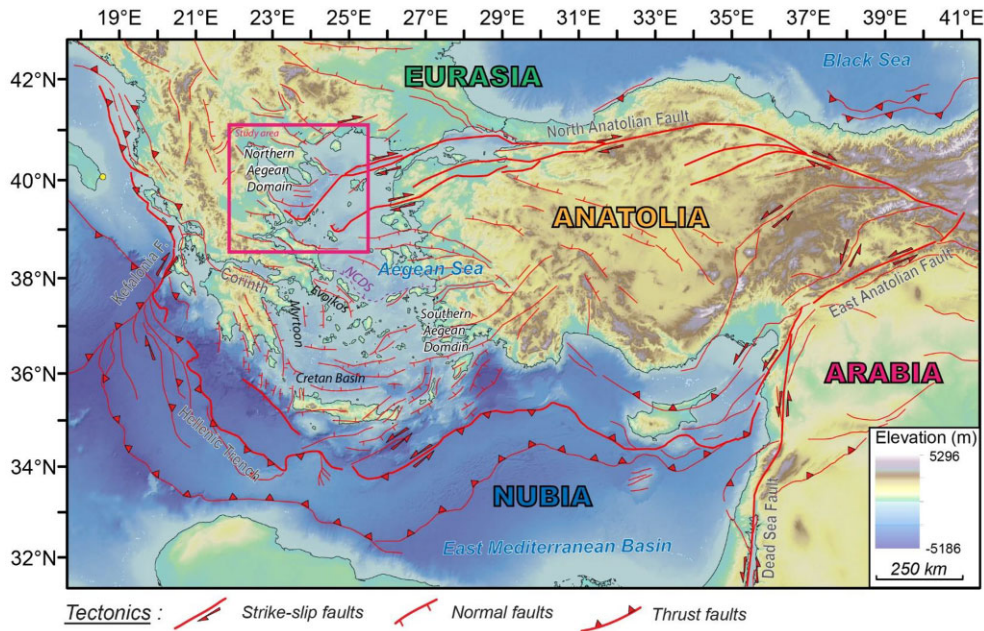 19°E 21°E 23°E 25°E 27°E 29°E 31°E 33°E 35°E 37°E 39°E 41°E
42°N
40°N
38°N
36°N
34°N
32°N
EURASIA
Black Sea
North Anatolian Fault
Study area
Northern
Aegean
Domain
ANATOLIA
Kefalonia F.
Corinth
NCDS
Aegean Sea
Evoikos
Myrtoon
Southern
Aegean
Domain
East Anatolian Fault
Cretan Basin
ARABIA
Hellenic Trench
NUBIA
East Mediterranean Basin
Dead Sea Fault
Elevation (m)
5296
-5186
250 km
Tectonics :
Strike-slip faults
Normal faults
Thrust faults